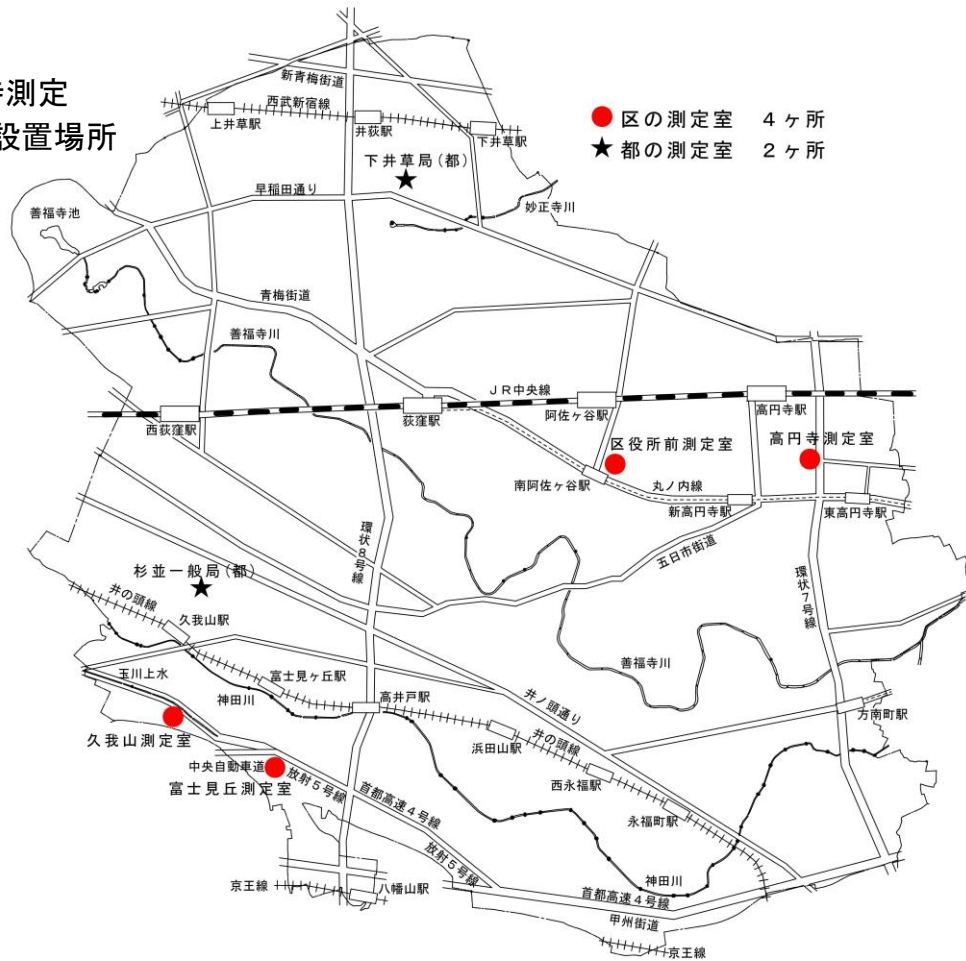 時測定
設置場所
区の測定室　４ヶ所
都の測定室　２ヶ所
新青梅街道
西武新宿線
上井草駅
井荻駅
下井草駅
下井草局(都)
早稲田通り
善福寺池
妙正寺川
青梅街道
善福寺川
ＪＲ中央線
西荻窪駅
荻窪駅
阿佐ヶ谷駅
高円寺駅
区役所前測定室
高円寺測定室
南阿佐ヶ谷駅
丸ノ内線
新高円寺駅
東高円寺駅
環状８号線
五日市街道
環状７号線
杉並一般局(都)
井の頭線
久我山駅
玉川上水
富士見ヶ丘駅
神田川
高井戸駅
善福寺川
井ノ頭通り
方南町駅
久我山測定室
浜田山駅
井の頭線
中央自動車道
富士見丘測定室
放射５号線
首都高速４号線
西永福駅
永福町駅
放射５号線
神田川
京王線
八幡山駅
首都高速４号線
甲州街道
京王線